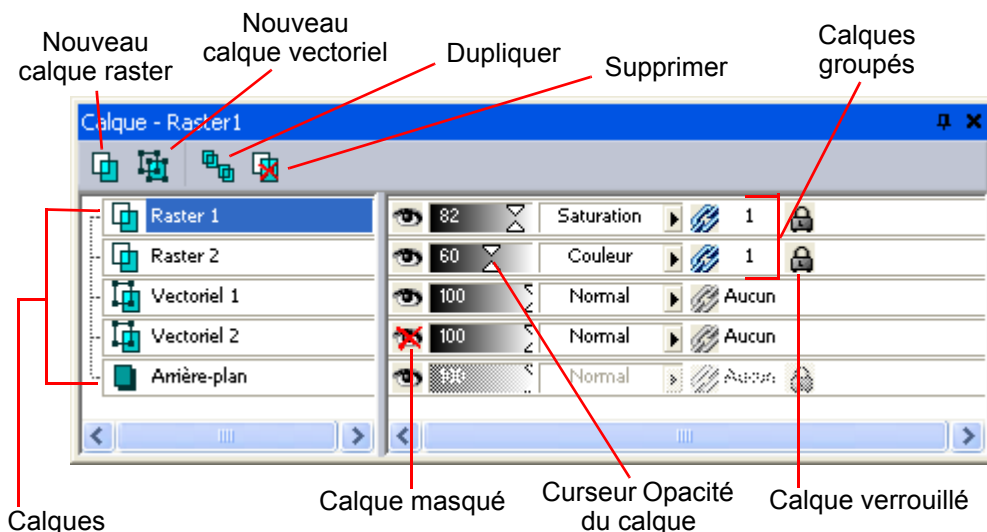 Nouveau
calque raster
Nouveau
calque vectoriel
Dupliquer
Supprimer
Calques
groupés
Calque - Raster1
Raster 1 82 Saturation 1
Raster 2 60 Couleur 1
Vectoriel 1 100 Normal Aucun
Vectoriel 2 100 Normal Aucun
Arrière-plan 100 Normal Aucun
Calques
Calque masqué
Curseur Opacité
du calque
Calque verrouillé